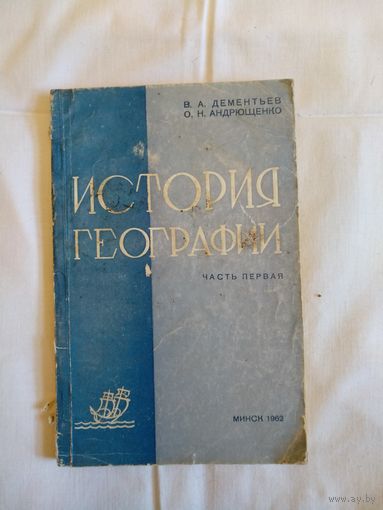 В. А. ДЕМЕНТЬЕВ
О. Н. АНДРЮЩЕНКО
ИСТОРИЯ
ГЕОГРАФИИ
ЧАСТЬ ПЕРВАЯ
МИНСК 1962
www.ay.by